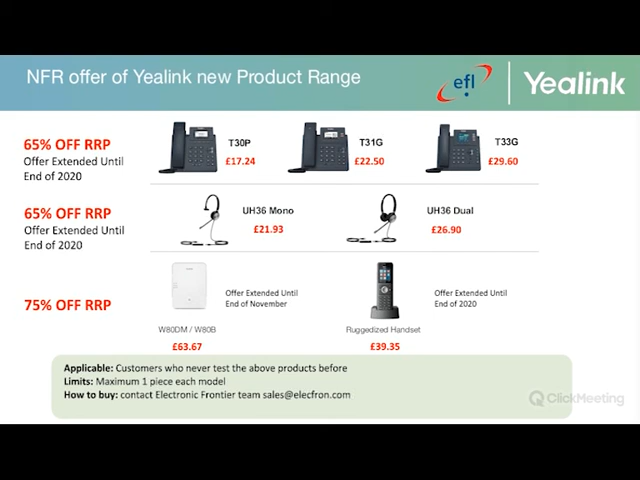 NFR offer of Yealink new Product Range
efl
Yealink
65% OFF RRP
Offer Extended Until
End of 2020
T30P
£17.24
T31G
£22.50
T33G
£29.60
65% OFF RRP
Offer Extended Until
End of 2020
UH36 Mono
£21.93
UH36 Dual
£26.90
75% OFF RRP
Offer Extended Until
End of November
W80DM / W80B
£63.67
Offer Extended Until
End of 2020
Ruggedized Handset
£39.35
Applicable: Customers who never test the above products before
Limits: Maximum 1 piece each model
How to buy: contact Electronic Frontier team sales@elecfron.com
ClickMeeting